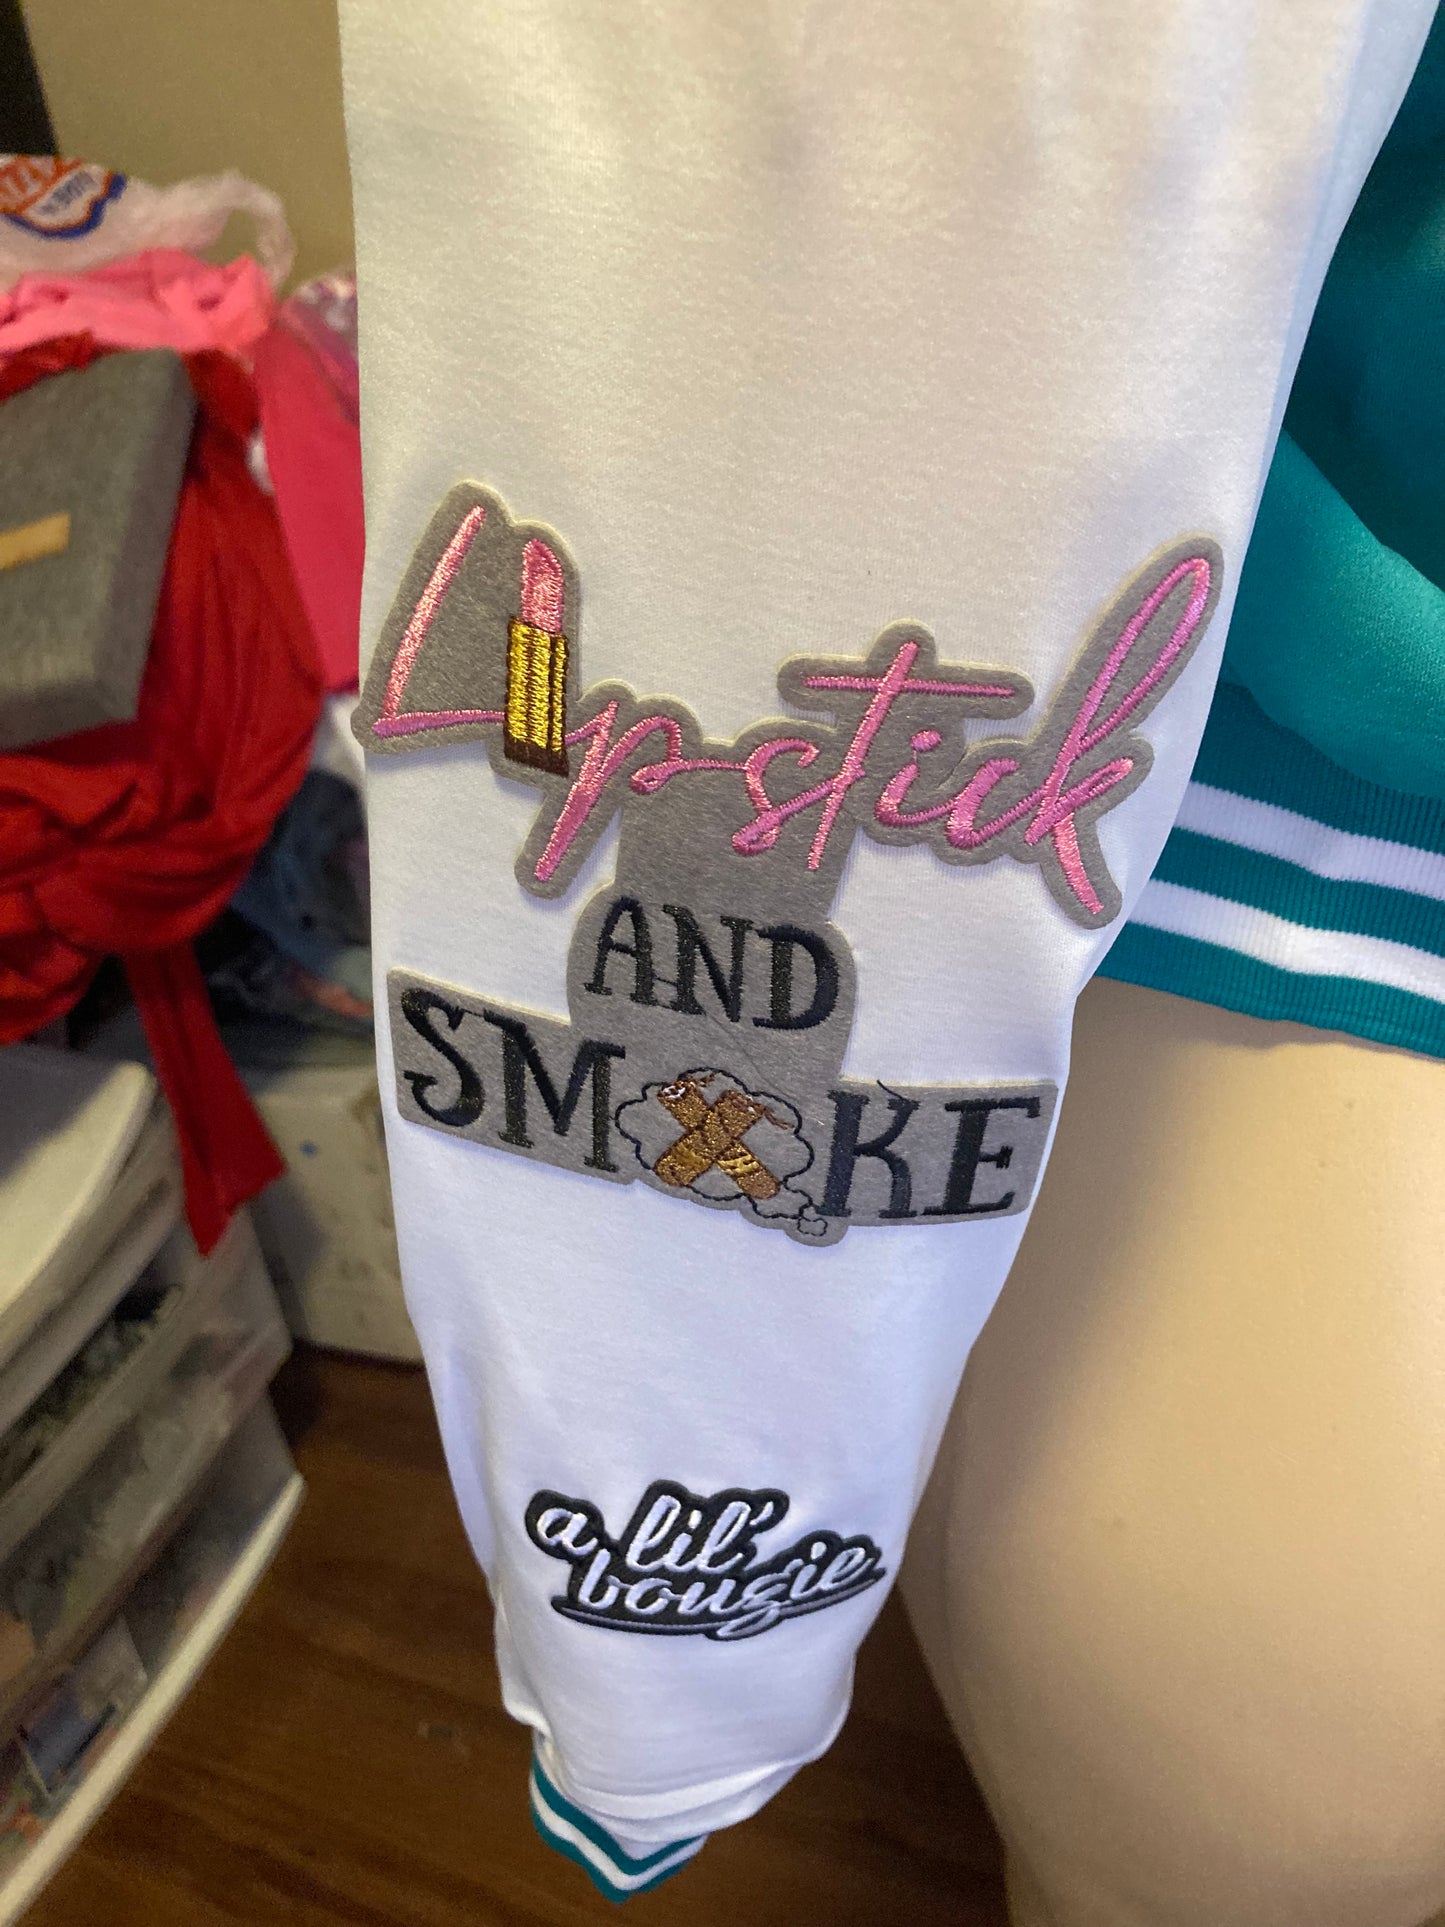 Lipstick
AND
SMOKE
a lil'
bougie